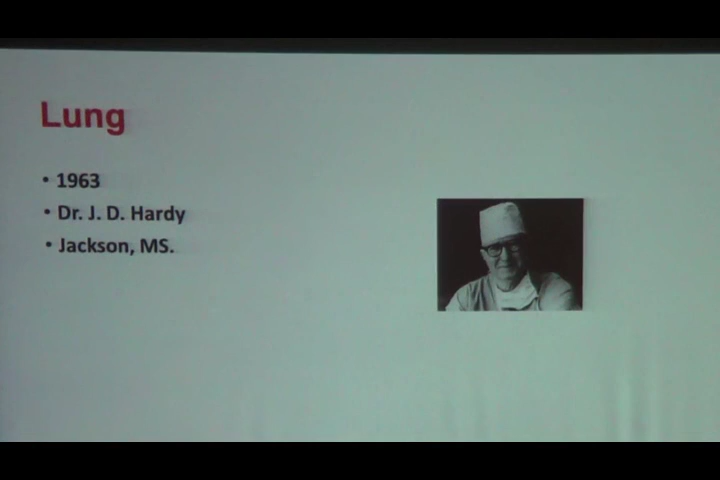 Lung
• 1963
• Dr. J. D. Hardy
• Jackson, MS.